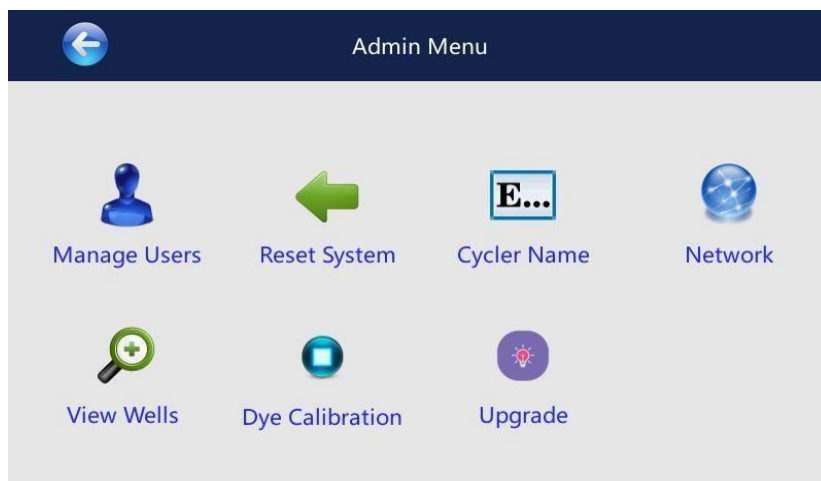 Admin Menu
E...
Manage Users
Reset System
Cycler Name
Network
View Wells
Dye Calibration
Upgrade